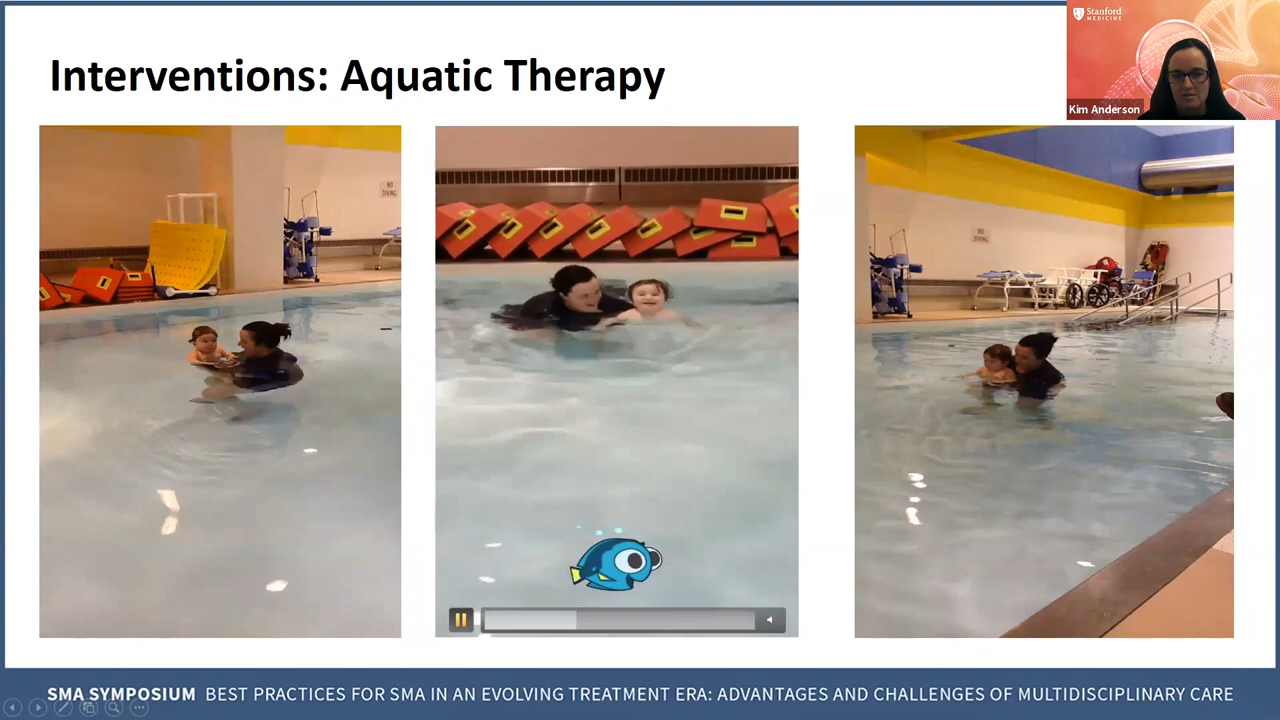 Stanford
MEDICINE
Interventions: Aquatic Therapy
Kim Anderson
NO
DIVING
NO
DIVING
SMA SYMPOSIUM BEST PRACTICES FOR SMA IN AN EVOLVING TREATMENT ERA: ADVANTAGES AND CHALLENGES OF MULTIDISCIPLINARY CARE